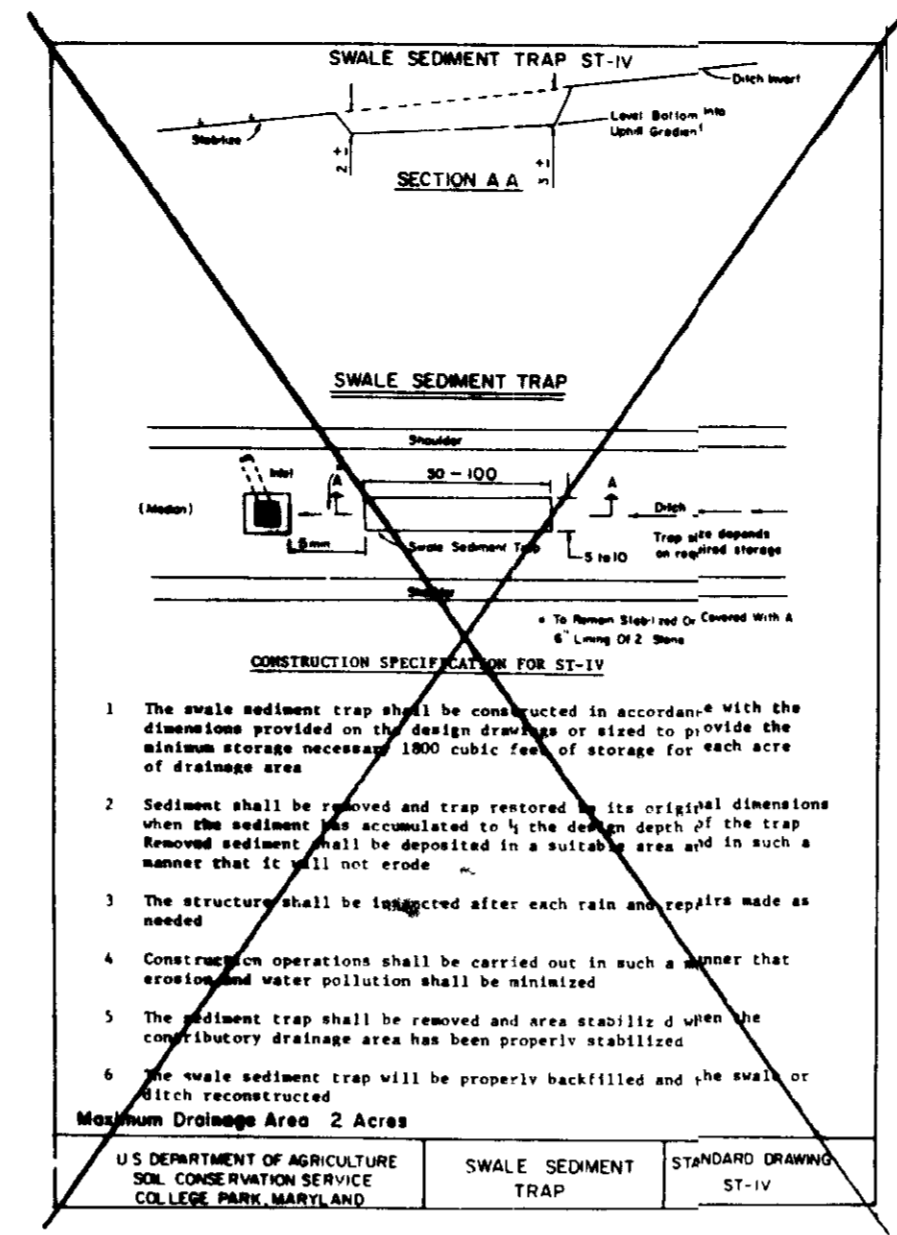 SWALE SEDIMENT TRAP ST-IV
Ditch Invert
Level Bottom Into
Uphill Gradient
Stabilize
2 ±
3 ±
SECTION A A
SWALE SEDIMENT TRAP
Shoulder
Inlet
A
50 - 100
A
(Median)
Ditch
5 min
Swale Sediment Trap
5 to 10
Trap size depends
on required storage
Shoulder
* To Remain Stabilized Or Covered With A
6" Lining Of 2 Stone
CONSTRUCTION SPECIFICATION FOR ST-IV
1 The swale sediment trap shall be constructed in accordance with the
dimensions provided on the design drawings or sized to provide the
minimum storage necessary 1800 cubic feet of storage for each acre
of drainage area
2 Sediment shall be removed and trap restored to its original dimensions
when the sediment has accumulated to the design depth of the trap
Removed sediment shall be deposited in a suitable area and in such a
manner that it will not erode
3 The structure shall be inspected after each rain and repairs made as
needed
4 Construction operations shall be carried out in such a manner that
erosion and water pollution shall be minimized
5 The sediment trap shall be removed and area stabiliz d when the
contributory drainage area has been properly stabilized
6 The swale sediment trap will be properly backfilled and the swale or
ditch reconstructed
Maximum Drainage Area 2 Acres
U S DEPARTMENT OF AGRICULTURE
SOIL CONSERVATION SERVICE
COLLEGE PARK, MARYLAND
SWALE SEDIMENT
TRAP
STANDARD DRAWING
ST-IV